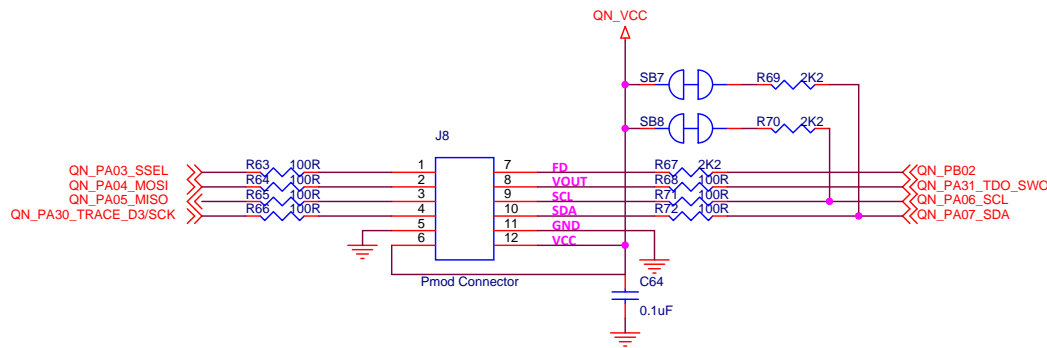 QN_VCC
SB7 R69 2K2
SB8 R70 2K2
J8
QN_PA03_SSEL R63 100R 1 7 FD R67 2K2 QN_PB02
QN_PA04_MOSI R64 100R 2 8 VOUT R68 100R QN_PA31_TDO_SWO
QN_PA05_MISO R65 100R 3 9 SCL R71 100R QN_PA06_SCL
QN_PA30_TRACE_D3/SCK R66 100R 4 10 SDA R72 100R QN_PA07_SDA
5 11 GND
6 12 VCC
Pmod Connector C64
0.1uF